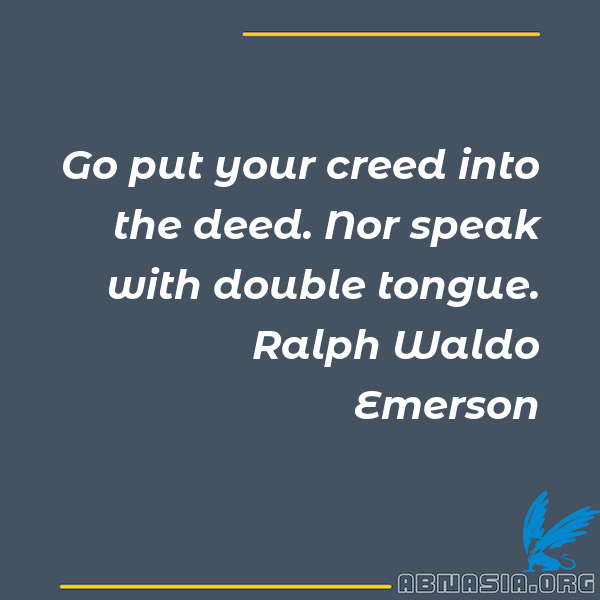 Go put your creed into
the deed. Nor speak
with double tongue.
Ralph Waldo
Emerson
ABNASIA.ORG